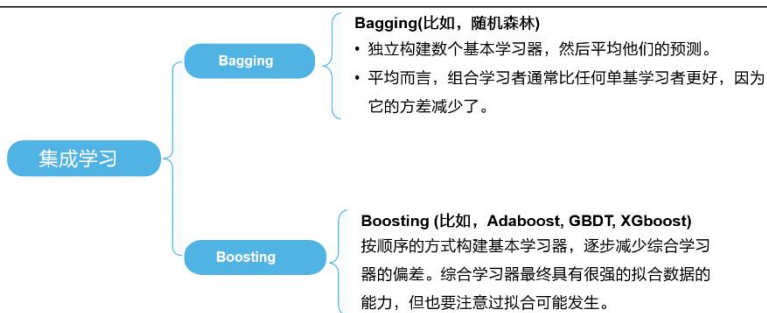 集成学习
Bagging
Bagging(比如，随机森林)
• 独立构建数个基本学习器，然后平均他们的预测。
• 平均而言，组合学习者通常比任何单基学习者更好，因为
它的方差减少了。
Boosting
Boosting (比如，Adaboost, GBDT, XGboost)
按顺序的方式构建基本学习器，逐步减少综合学习
器的偏差。综合学习器最终具有很强的拟合数据的
能力，但也要注意过拟合可能发生。